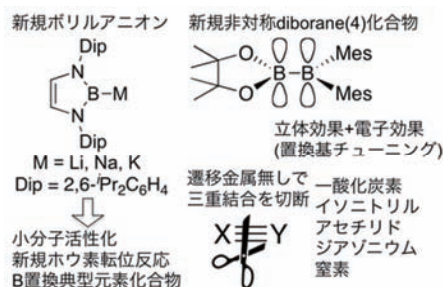 新規ボリルアニオン
Dip
N
B-M
N
Dip
M = Li, Na, K
Dip = 2,6-iPr2C6H4
小分子活性化
新規ホウ素転位反応
B置換典型元素化合物
新規非対称diborane(4)化合物
O
B-B
O
Mes
Mes
立体効果+電子効果
(置換基チューニング)
遷移金属無しで
三重結合を切断
X≡Y
一酸化炭素
イソニトリル
アセチリド
ジアゾニウム
窒素